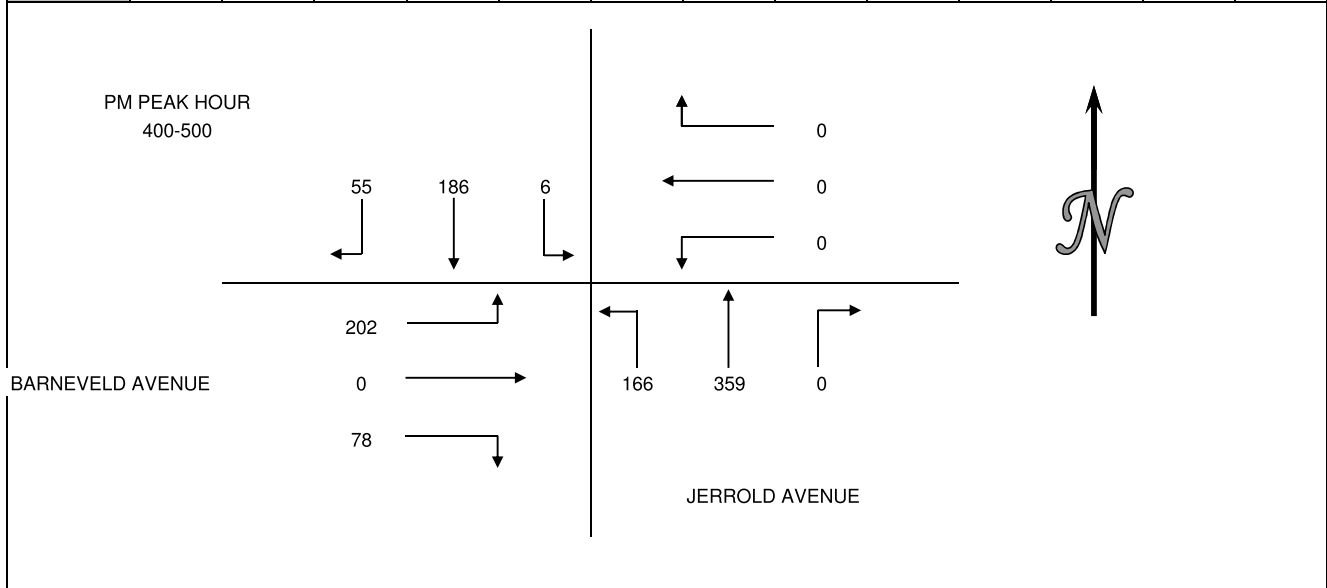 PM PEAK HOUR
400-500
0
55 186 6 0
0
202
BARNEVELD AVENUE 0 166 359 0
78
JERROLD AVENUE
N